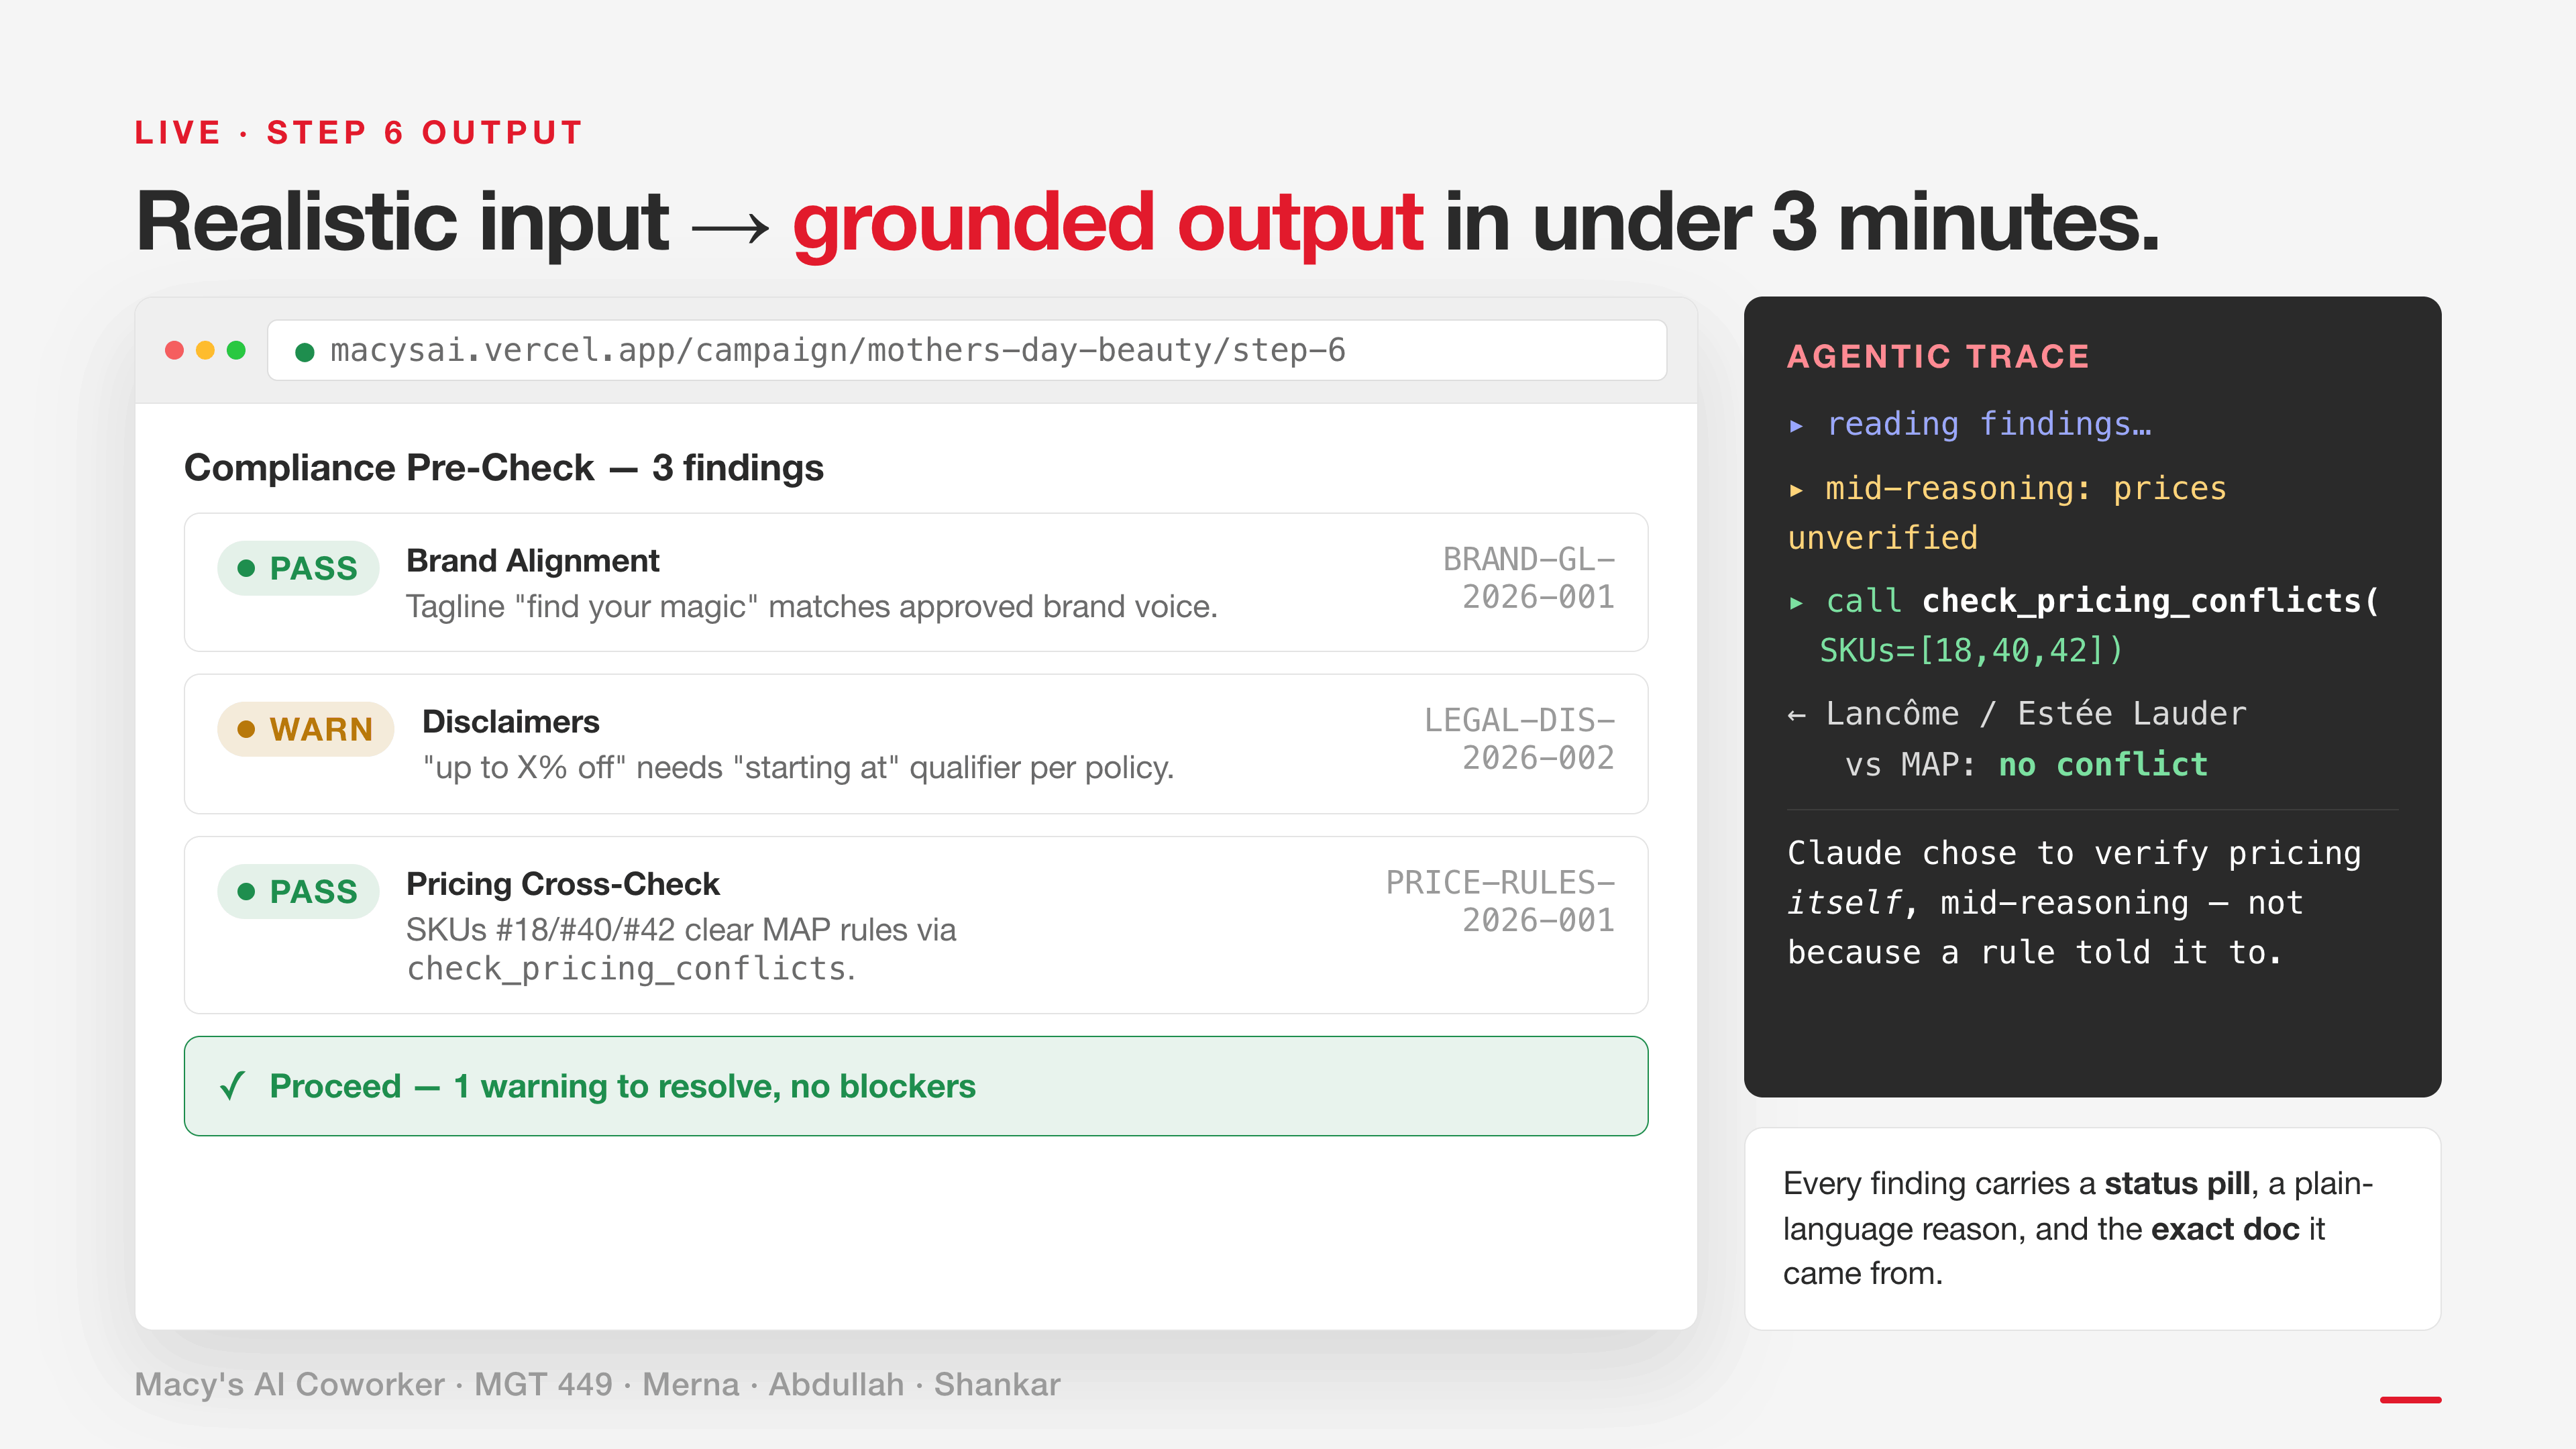 LIVE · STEP 6 OUTPUT
Realistic input → grounded output in under 3 minutes.
macysai.vercel.app/campaign/mothers-day-beauty/step-6
Compliance Pre-Check — 3 findings
PASS
Brand Alignment
Tagline "find your magic" matches approved brand voice.
BRAND-GL-
2026-001
WARN
Disclaimers
"up to X% off" needs "starting at" qualifier per policy.
LEGAL-DIS-
2026-002
PASS
Pricing Cross-Check
SKUs #18/#40/#42 clear MAP rules via
check_pricing_conflicts.
PRICE-RULES-
2026-001
✓ Proceed — 1 warning to resolve, no blockers
AGENTIC TRACE
▸ reading findings…
▸ mid-reasoning: prices
unverified
▸ call check_pricing_conflicts(
SKUs=[18,40,42])
← Lancôme / Estée Lauder
vs MAP: no conflict
Claude chose to verify pricing
itself, mid-reasoning — not
because a rule told it to.
Every finding carries a status pill, a plain-
language reason, and the exact doc it
came from.
Macy's AI Coworker · MGT 449 · Merna · Abdullah · Shankar